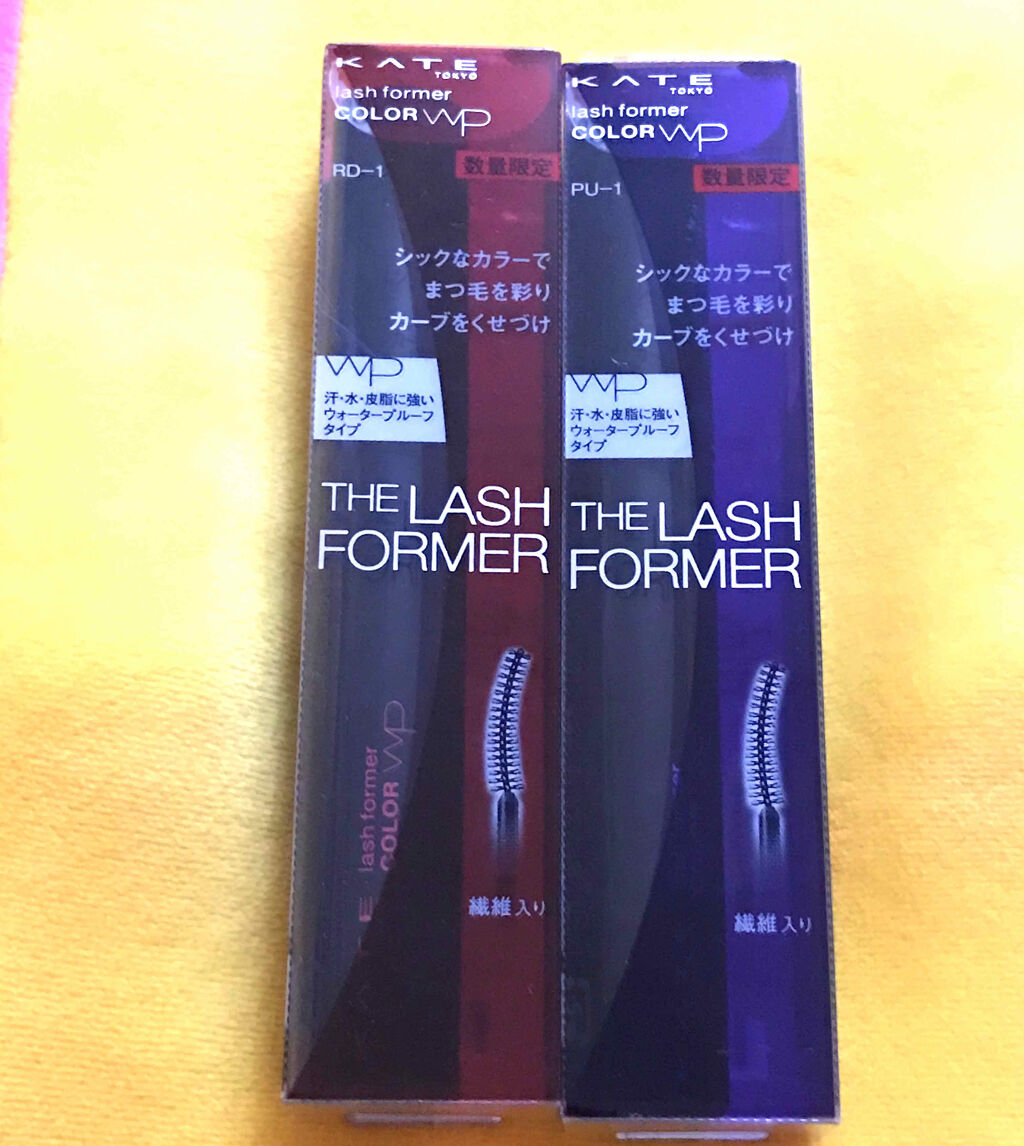 KATE
TOKYO
lash former
COLOR WP
RD-1
数量限定
シックなカラーで
まつ毛を彩り
カーブをくせづけ
WP
汗・水・皮脂に強い
ウォータープルーフ
タイプ
THE LASH
FORMER
lash former
COLOR WP
E
繊維入り
KATE
TOKYO
lash former
COLOR WP
PU-1
数量限定
シックなカラーで
まつ毛を彩り
カーブをくせづけ
WP
汗・水・皮脂に強い
ウォータープルーフ
タイプ
THE LASH
FORMER
繊維入り